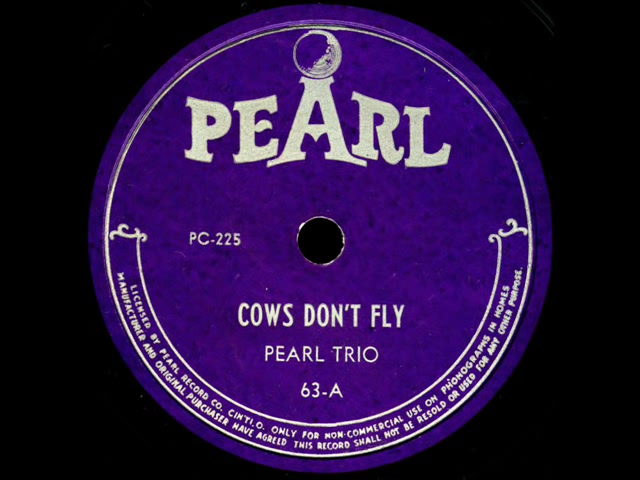 PEARL
PC-225
COWS DON'T FLY
PEARL TRIO
63-A
LICENSED BY PEARL RECORD CO. CINTI. O. ONLY FOR NON-COMMERCIAL USE ON PHONOGRAPHS IN HOMES
MANUFACTURER AND ORIGINAL PURCHASER HAVE AGREED THIS RECORD SHALL NOT BE RESOLD OR USED FOR ANY OTHER PURPOSE.